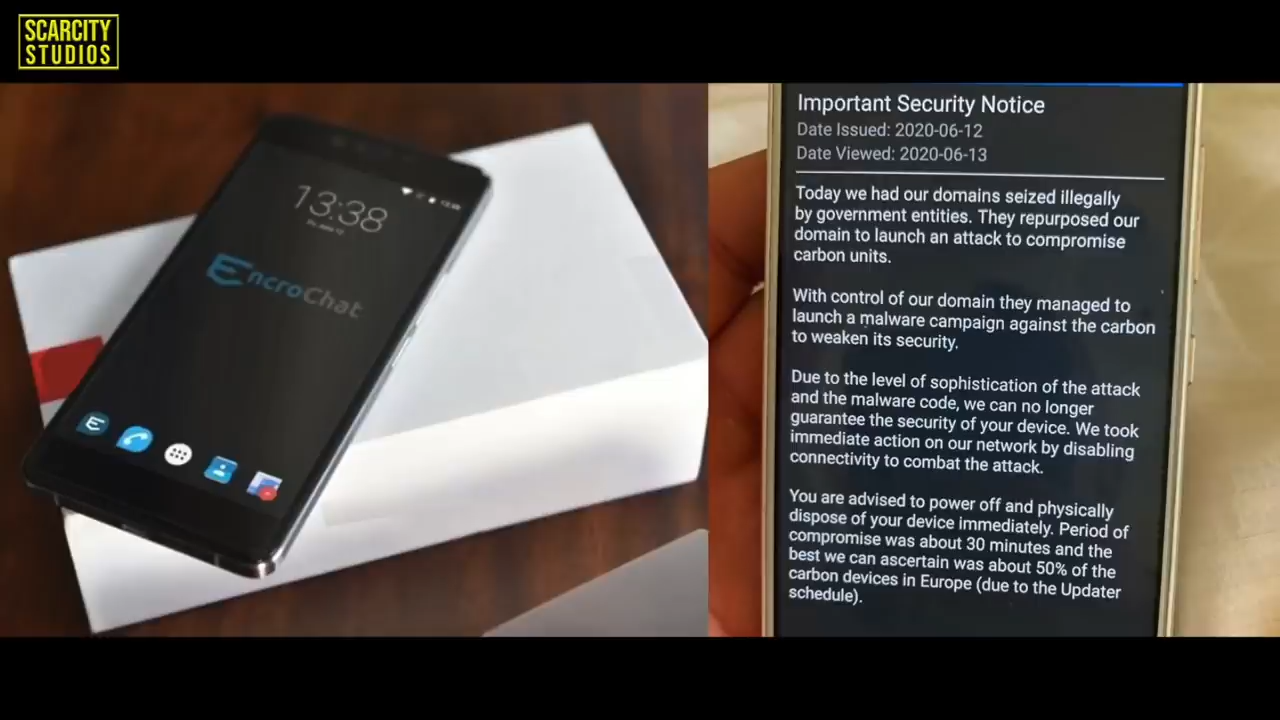 SCARCITY
STUDIOS
13:38
EncroChat
Important Security Notice
Date Issued: 2020-06-12
Date Viewed: 2020-06-13
Today we had our domains seized illegally
by government entities. They repurposed our
domain to launch an attack to compromise
carbon units.
With control of our domain they managed to
launch a malware campaign against the carbon
to weaken its security.
Due to the level of sophistication of the attack
and the malware code, we can no longer
guarantee the security of your device. We took
immediate action on our network by disabling
connectivity to combat the attack.
You are advised to power off and physically
dispose of your device immediately. Period of
compromise was about 30 minutes and the
best we can ascertain was about 50% of the
carbon devices in Europe (due to the Updater
schedule).